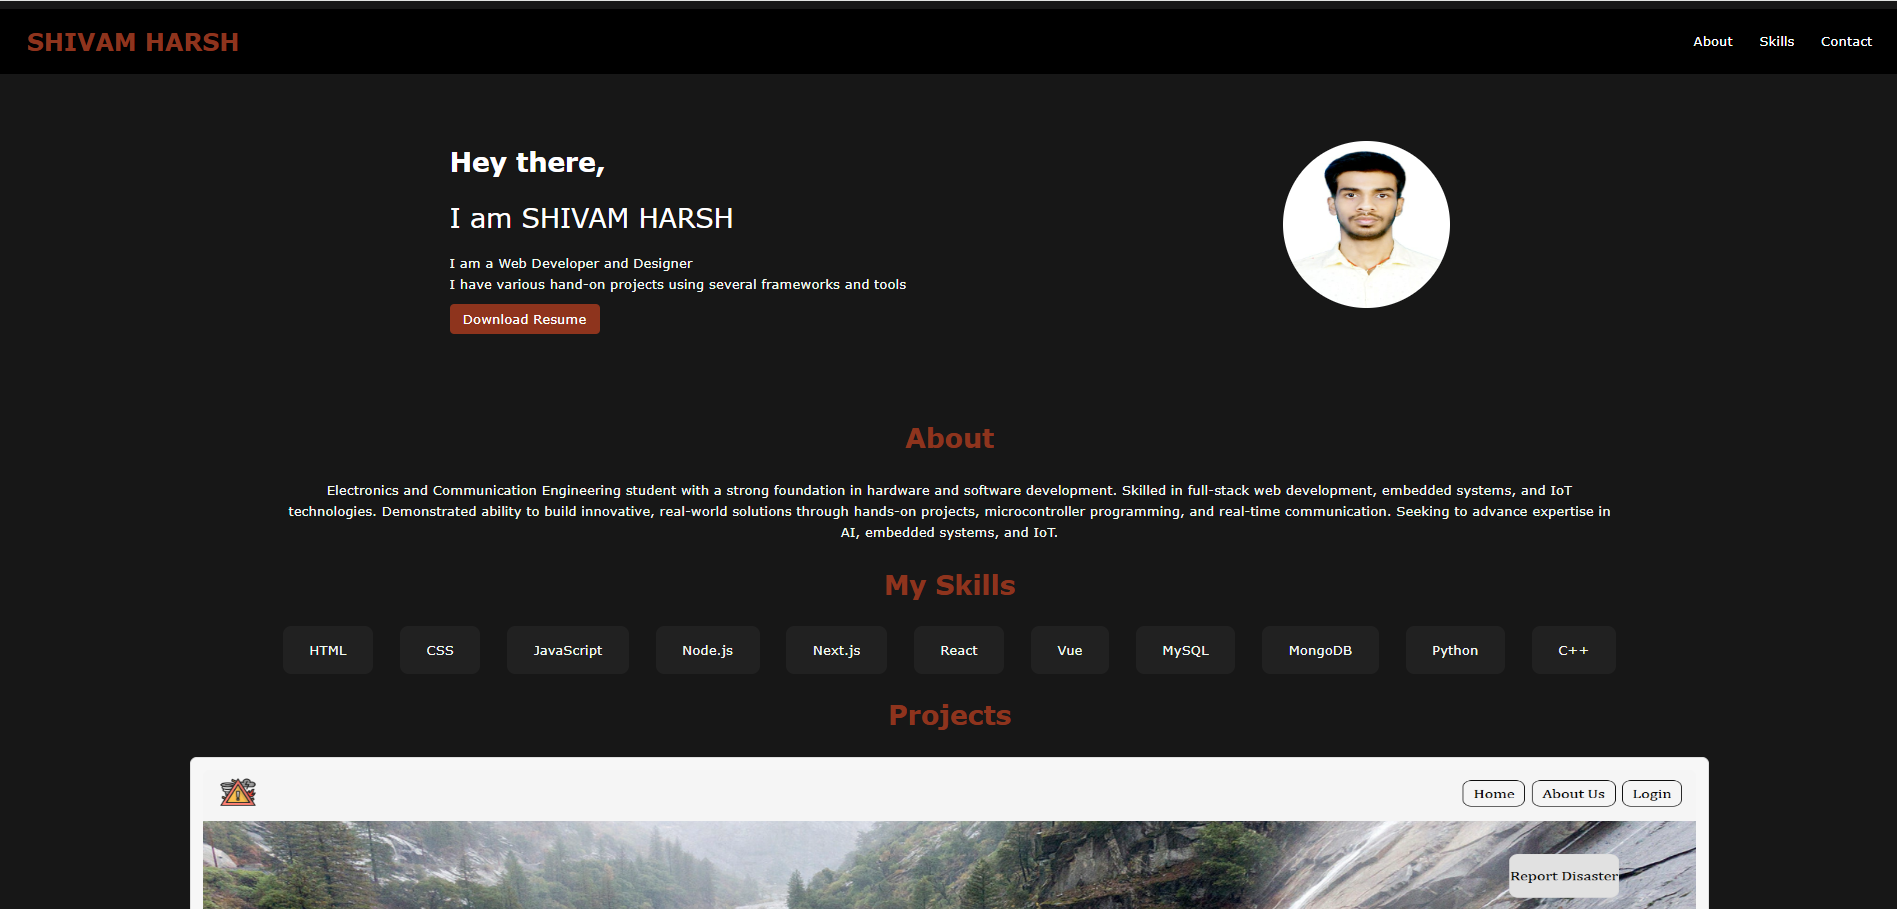 SHIVAM HARSH
About Skills Contact
Hey there,
I am SHIVAM HARSH
I am a Web Developer and Designer
I have various hand-on projects using several frameworks and tools
Download Resume
About
Electronics and Communication Engineering student with a strong foundation in hardware and software development. Skilled in full-stack web development, embedded systems, and IoT
technologies. Demonstrated ability to build innovative, real-world solutions through hands-on projects, microcontroller programming, and real-time communication. Seeking to advance expertise in
AI, embedded systems, and IoT.
My Skills
HTML CSS JavaScript Node.js Next.js React Vue MySQL MongoDB Python C++
Projects
Home About Us Login
Report Disaster